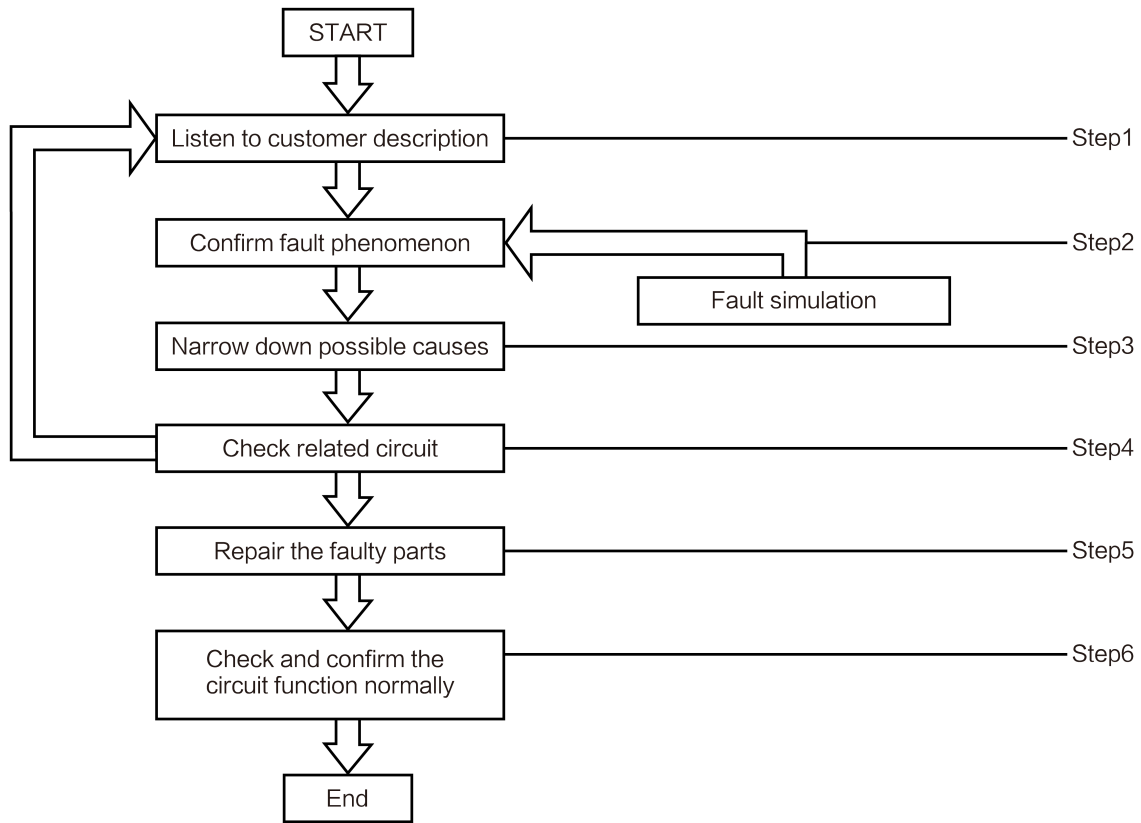 START
Listen to customer description
Step1
Confirm fault phenomenon
Step2
Fault simulation
Narrow down possible causes
Step3
Check related circuit
Step4
Repair the faulty parts
Step5
Check and confirm the
circuit function normally
Step6
End